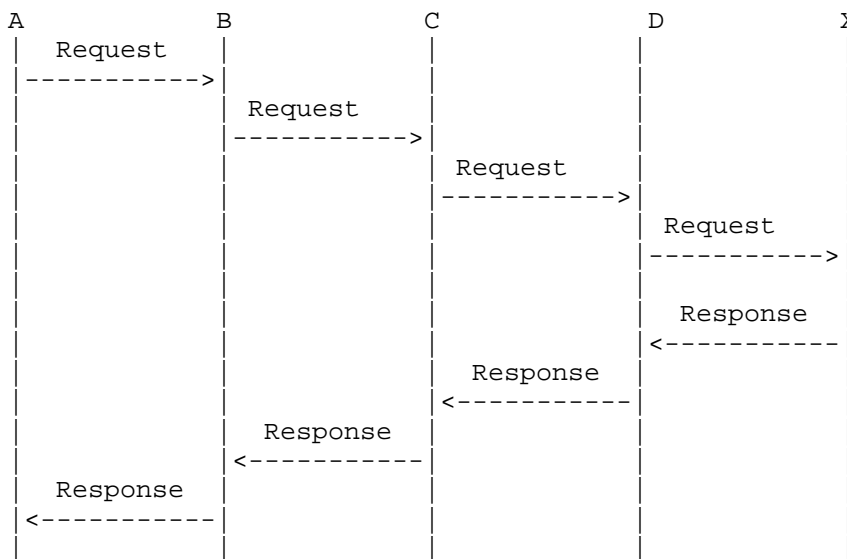 A B C D X
Request
Request
Request
Request
Response
Response
Response
Response